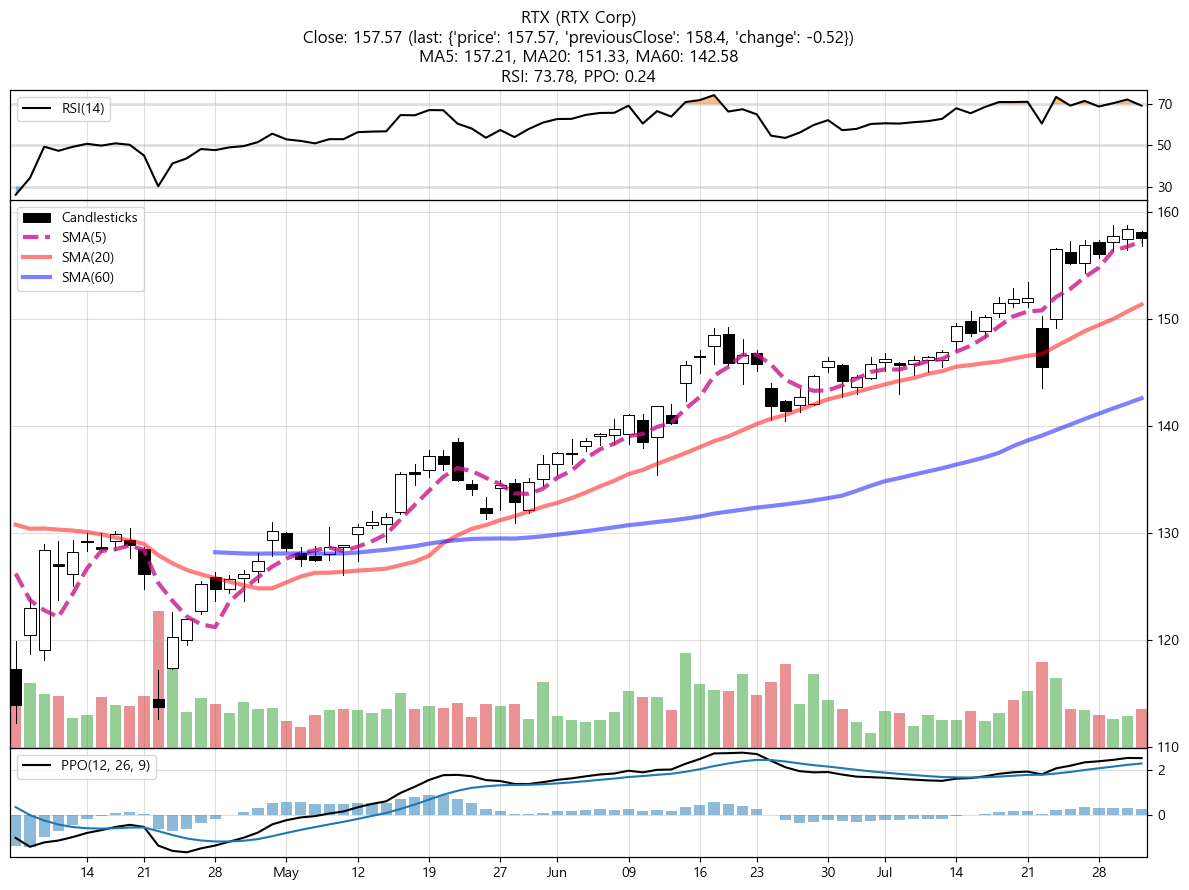 RTX (RTX Corp)
Close: 157.57 (last: {'price': 157.57, 'previousClose': 158.4, 'change': -0.52})
MA5: 157.21, MA20: 151.33, MA60: 142.58
RSI: 73.78, PPO: 0.24
RSI(14)
70
50
30
Candlesticks
SMA(5)
SMA(20)
SMA(60)
160
150
140
130
120
110
PPO(12, 26, 9)
2
0
14 21 28 May 12 19 27 Jun 09 16 23 30 Jul 14 21 28